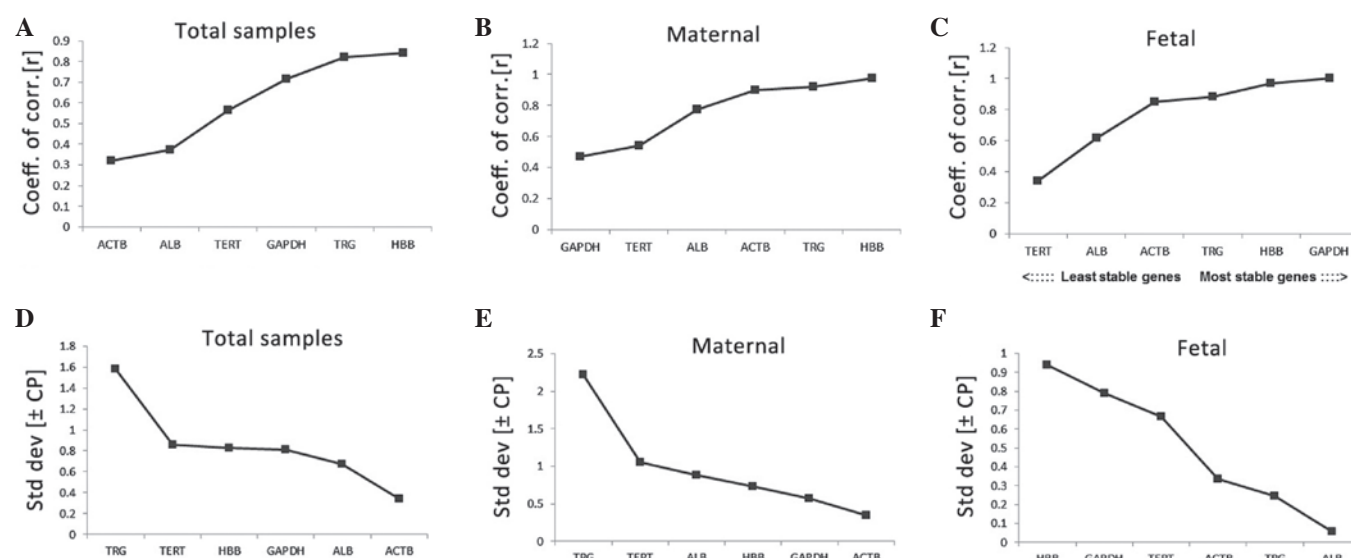 A
Total samples
Coeff. of corr.[r]
0.9
0.8
0.7
0.6
0.5
0.4
0.3
0.2
0.1
0
ACTB ALB TERT GAPDH TRG HBB
B
Maternal
Coeff. of corr.[r]
1.2
1
0.8
0.6
0.4
0.2
0
GAPDH TERT ALB ACTB TRG HBB
C
Fetal
Coeff. of corr.[r]
1.2
1
0.8
0.6
0.4
0.2
0
TERT ALB ACTB TRG HBB GAPDH
<::::: Least stable genes Most stable genes ::::>
D
Total samples
Std dev [± CP]
1.8
1.6
1.4
1.2
1
0.8
0.6
0.4
0.2
0
TRG TERT HBB GAPDH ALB ACTB
E
Maternal
Std dev [± CP]
2.5
2
1.5
1
0.5
0
TRG TERT ALB HBB GAPDH ACTB
F
Fetal
Std dev [± CP]
1
0.9
0.8
0.7
0.6
0.5
0.4
0.3
0.2
0.1
0
HBB GAPDH TERT ACTB TRG ALB